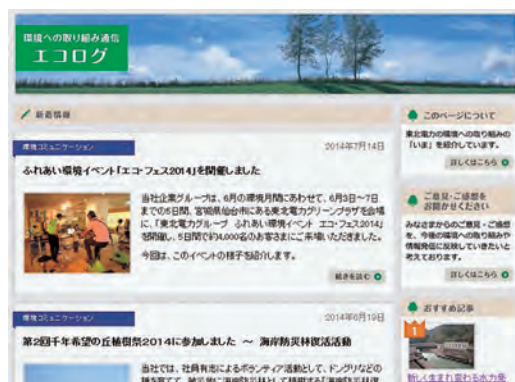 環境への取り組み通信
エコログ
新着情報
環境コミュニケーション
2014年7月14日
ふれあい環境イベント「エコ・フェス2014」を開催しました
当社企業グループは、6月の環境月間にあわせて、6月3日～7日
までの5日間、宮城県仙台市にある東北電力グリーンプラザを会場
に、「東北電力グループ ふれあい環境イベント エコ・フェス2014」
を開催し、5日間で約4,000名のお客さまにご来場いただきました。
今回は、このイベントの様子を紹介します。
続きを読む
環境コミュニケーション
2014年6月19日
第2回千年希望の丘植樹祭2014に参加しました ～ 海岸防災林復活活動
当社では、社員有志によるボランティア活動として、ドングリなどの
このページについて
東北電力の環境への取り組みの
「いま」を紹介しています。
詳しくはこちら
ご意見・ご感想を
お聞かせください
みなさまからのご意見・ご感想
を、今後の環境への取り組みや
情報発信に反映していきたいと
考えております。
詳しくはこちら
おすすめ記事
1
新しく生まれ変わる水力発